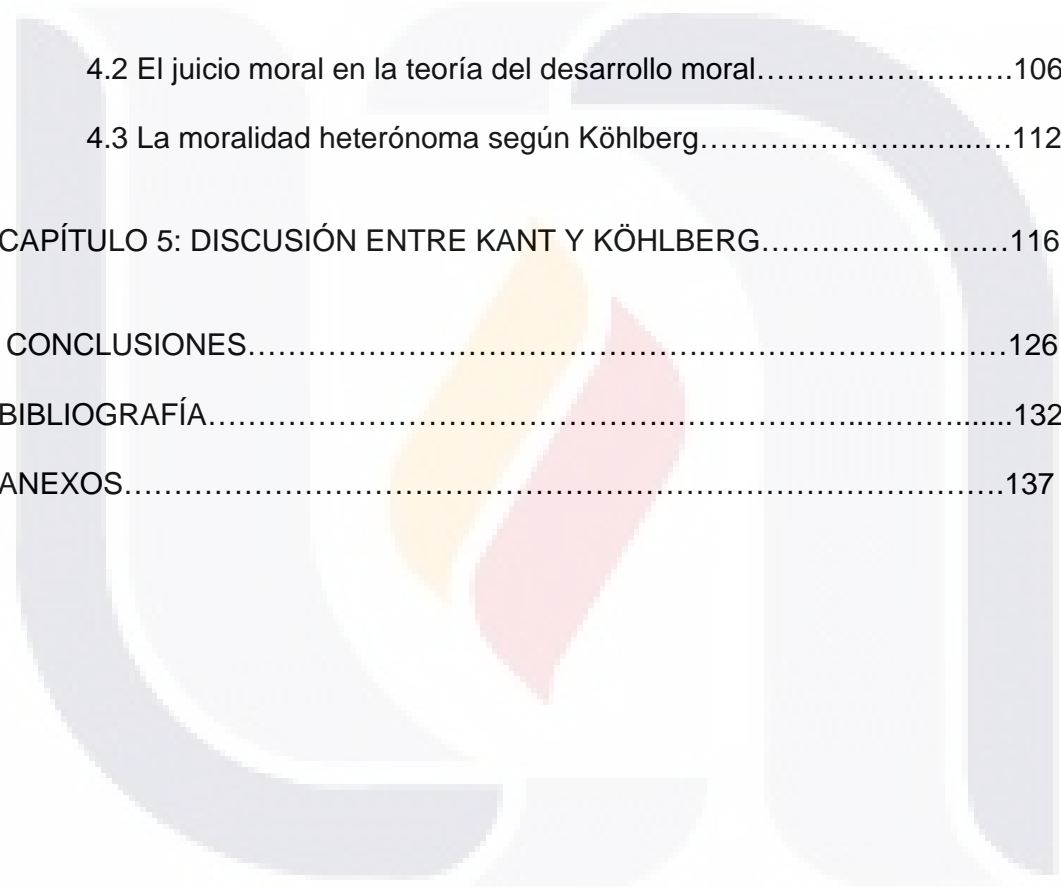 4.2 El juicio moral en la teoría del desarrollo moral…………………….106
4.3 La moralidad heterónoma según Köhlberg…………………..…...….112
CAPÍTULO 5: DISCUSIÓN ENTRE KANT Y KÖHLBERG………………….…116
CONCLUSIONES…………………………………………….………………………………126
BIBLIOGRAFÍA…………………………………………….………………..……….......132
ANEXOS……………………………………………………………………………………….137